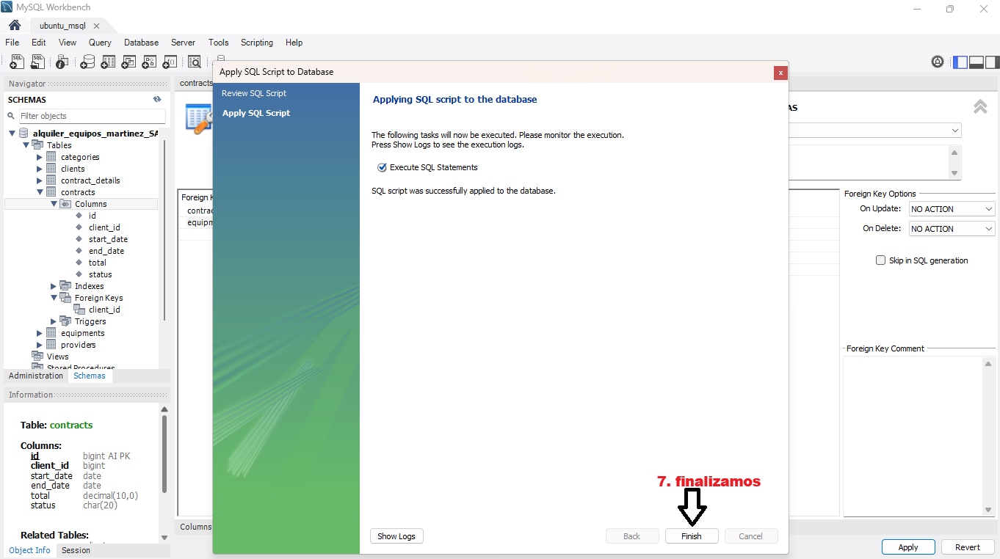 MySQL Workbench
ubuntu_msql
File Edit View Query Database Server Tools Scripting Help
Navigator
SCHEMAS
Filter objects
alquiler_equipos_martinez_SA
Tables
categories
clients
contract_details
contracts
Columns
id
client_id
start_date
end_date
total
status
Indexes
Foreign Keys
client_id
Triggers
equipments
providers
Views
Stored Procedures
Administration Schemas
Information
Table: contracts
Columns:
id bigint AI PK
client_id bigint
start_date date
end_date date
total decimal(10,0)
status char(20)
Related Tables:
Object Info Session
contracts
Foreign K
contrac
equipm
Columns
Apply SQL Script to Database
Review SQL Script
Apply SQL Script
Applying SQL script to the database
The following tasks will now be executed. Please monitor the execution.
Press Show Logs to see the execution logs.
Execute SQL Statements
SQL script was successfully applied to the database.
7. finalizamos
Show Logs Back Finish Cancel
AS
Foreign Key Options
On Update: NO ACTION
On Delete: NO ACTION
Skip in SQL generation
Foreign Key Comment
Apply Revert